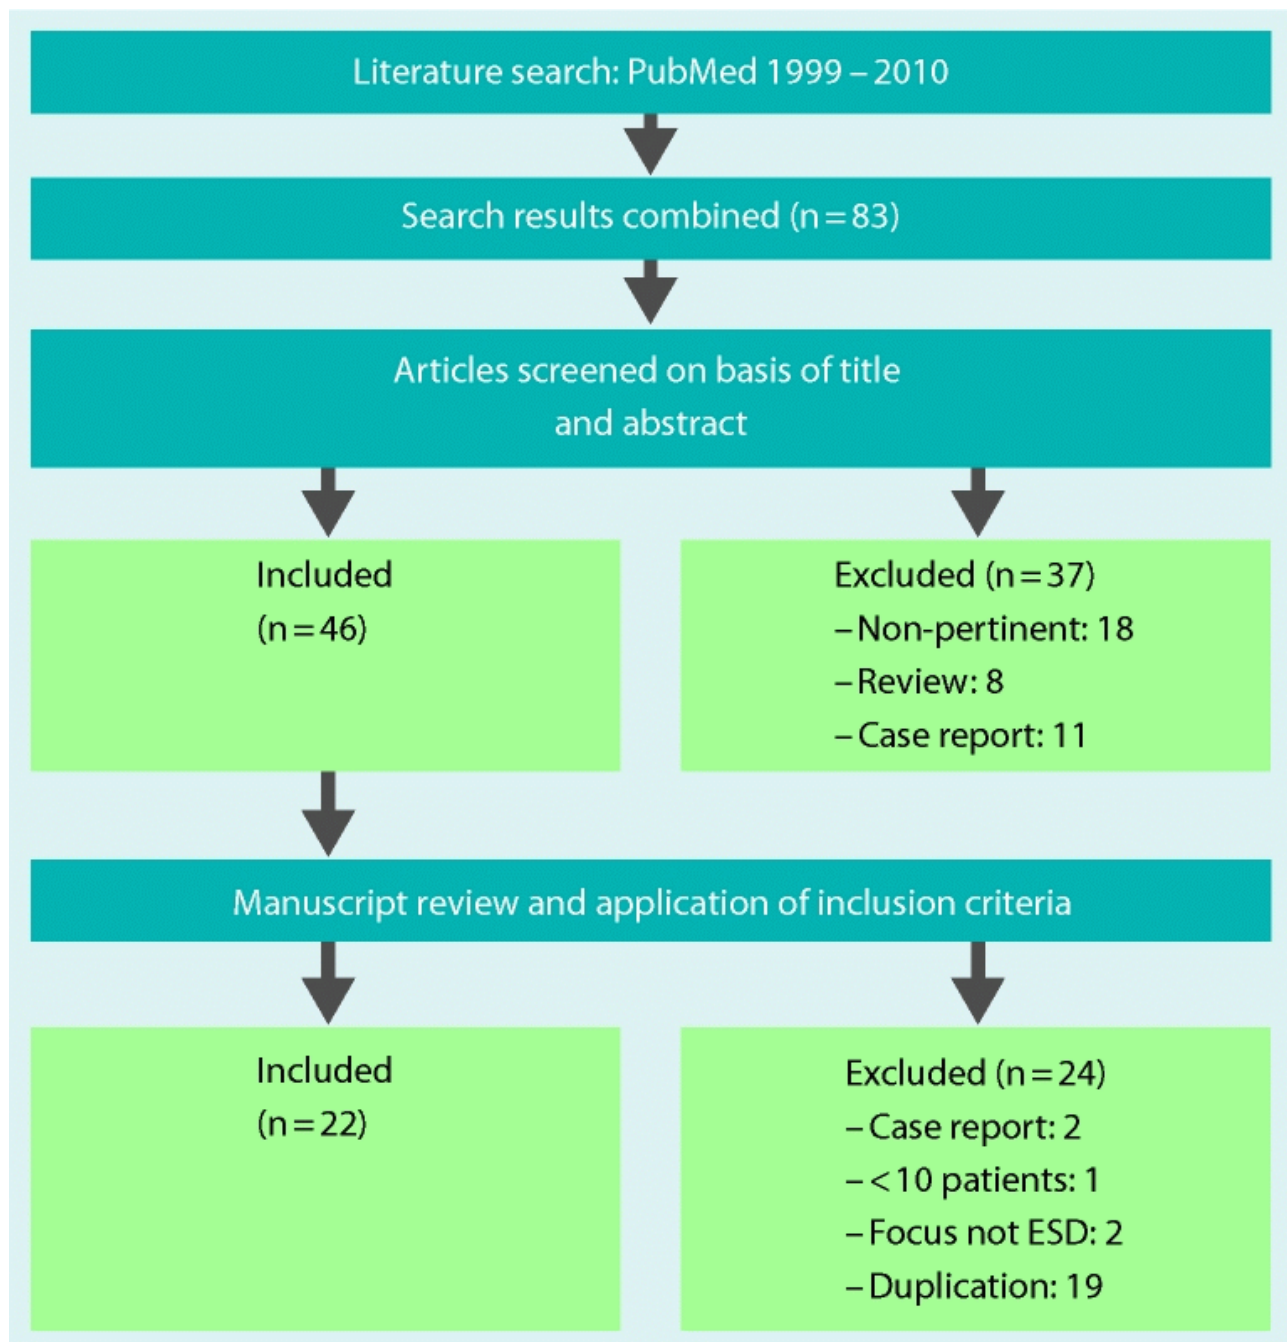 Literature search: PubMed 1999 – 2010
Search results combined (n = 83)
Articles screened on basis of title
and abstract
Included
(n = 46)
Excluded (n = 37)
– Non-pertinent: 18
– Review: 8
– Case report: 11
Manuscript review and application of inclusion criteria
Included
(n = 22)
Excluded (n = 24)
– Case report: 2
– < 10 patients: 1
– Focus not ESD: 2
– Duplication: 19